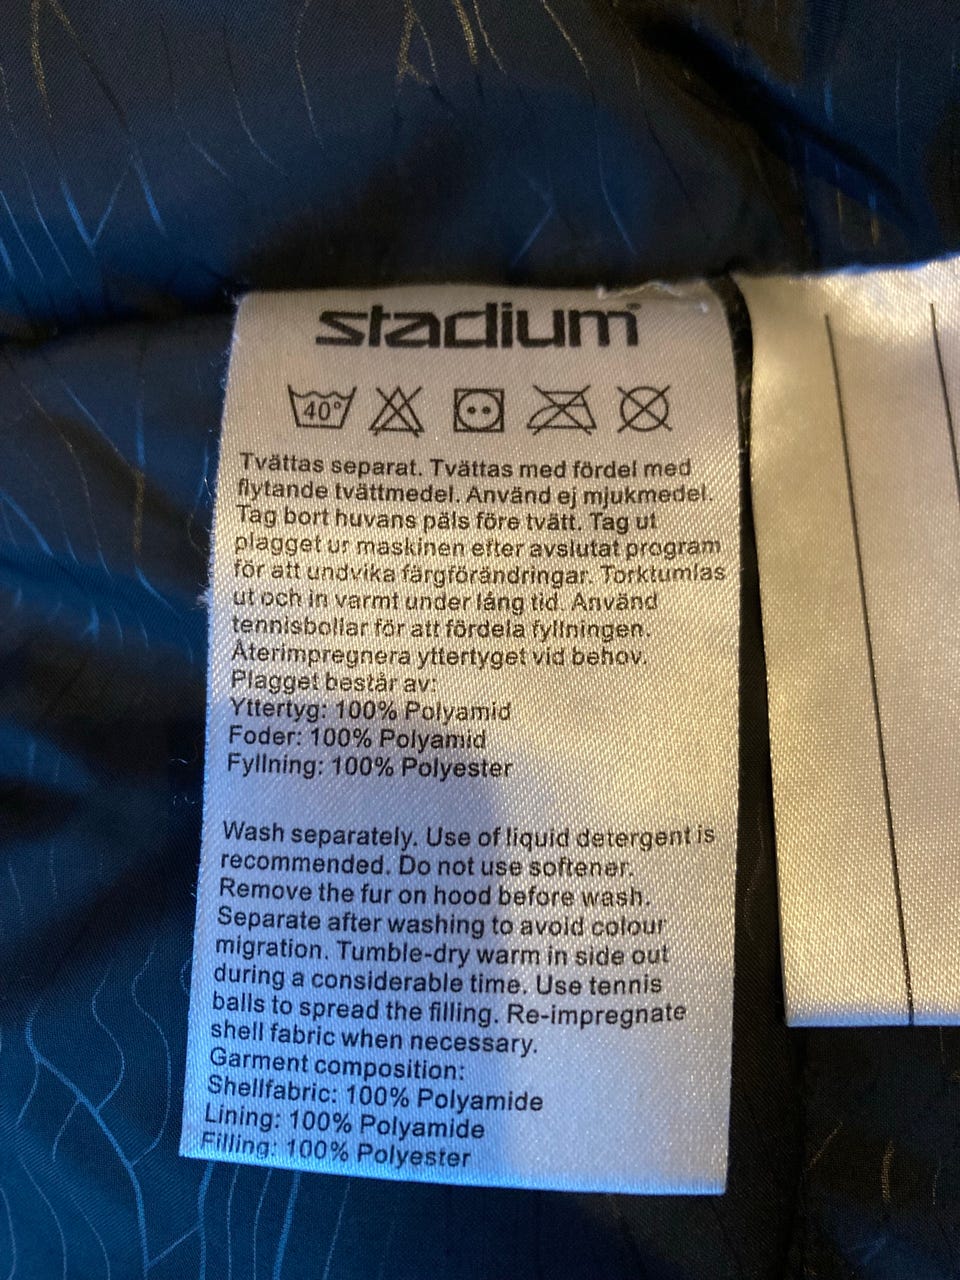 stadium
40°
Tvättas separat. Tvättas med fördel med
flytande tvättmedel. Använd ej mjukmedel.
Tag bort huvans päls före tvätt. Tag ut
plagget ur maskinen efter avslutat program
för att undvika färgförändringar. Torktumlas
ut och in varmt under lång tid. Använd
tennisbollar för att fördela fyllningen.
Återimpregnera yttertyget vid behov.
Plagget består av:
Yttertyg: 100% Polyamid
Foder: 100% Polyamid
Fyllning: 100% Polyester
Wash separately. Use of liquid detergent is
recommended. Do not use softener.
Remove the fur on hood before wash.
Separate after washing to avoid colour
migration. Tumble-dry warm in side out
during a considerable time. Use tennis
balls to spread the filling. Re-impregnate
shell fabric when necessary.
Garment composition:
Shellfabric: 100% Polyamide
Lining: 100% Polyamide
Filling: 100% Polyester